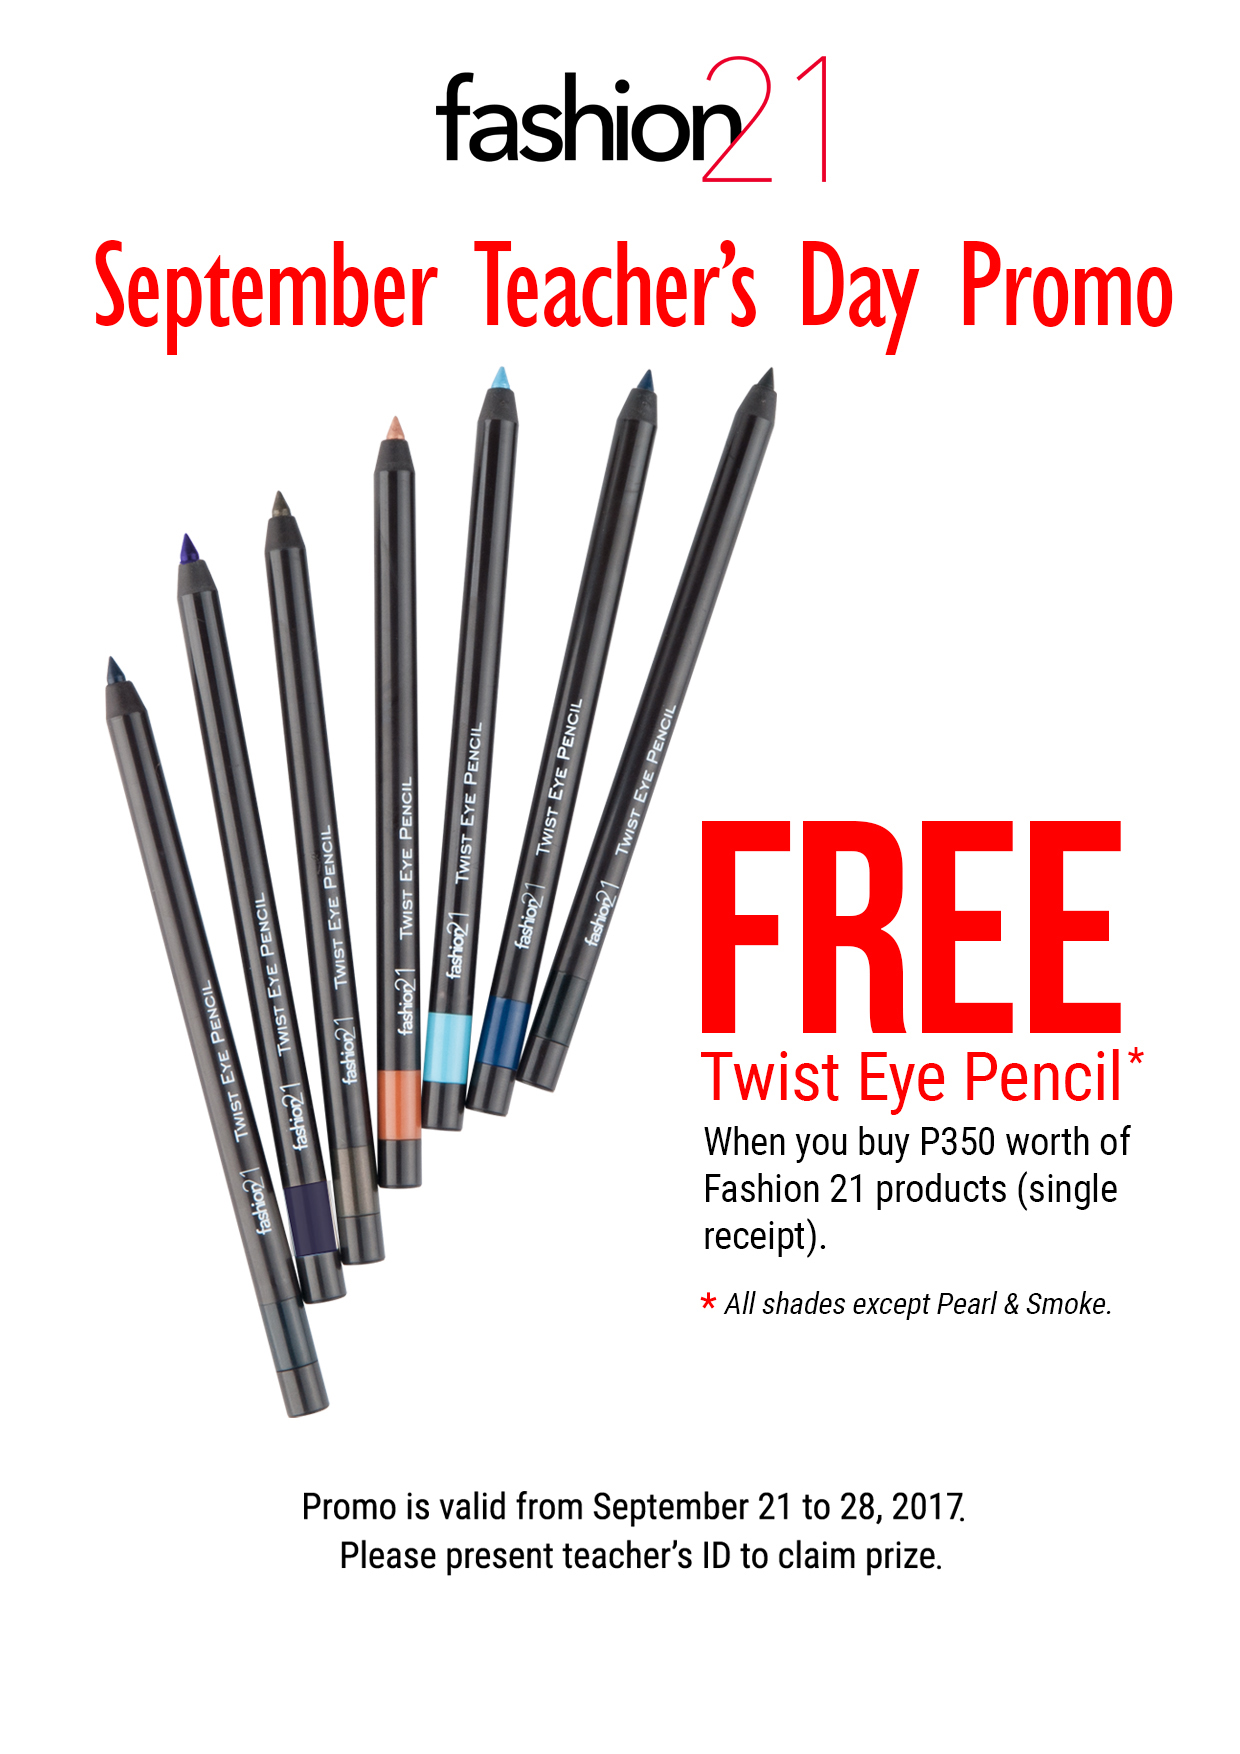 fashion21
September Teacher's Day Promo
TWIST EYE PENCIL
fashion21
TWIST EYE PENCIL
fashion21
TWIST EYE PENCIL
fashion21
TWIST EYE PENCIL
fashion21
TWIST EYE PENCIL
fashion21
TWIST EYE PENCIL
fashion21
TWIST EYE PENCIL
fashion21
FREE
Twist Eye Pencil*
When you buy P350 worth of
Fashion 21 products (single
receipt).
* All shades except Pearl & Smoke.
Promo is valid from September 21 to 28, 2017.
Please present teacher's ID to claim prize.